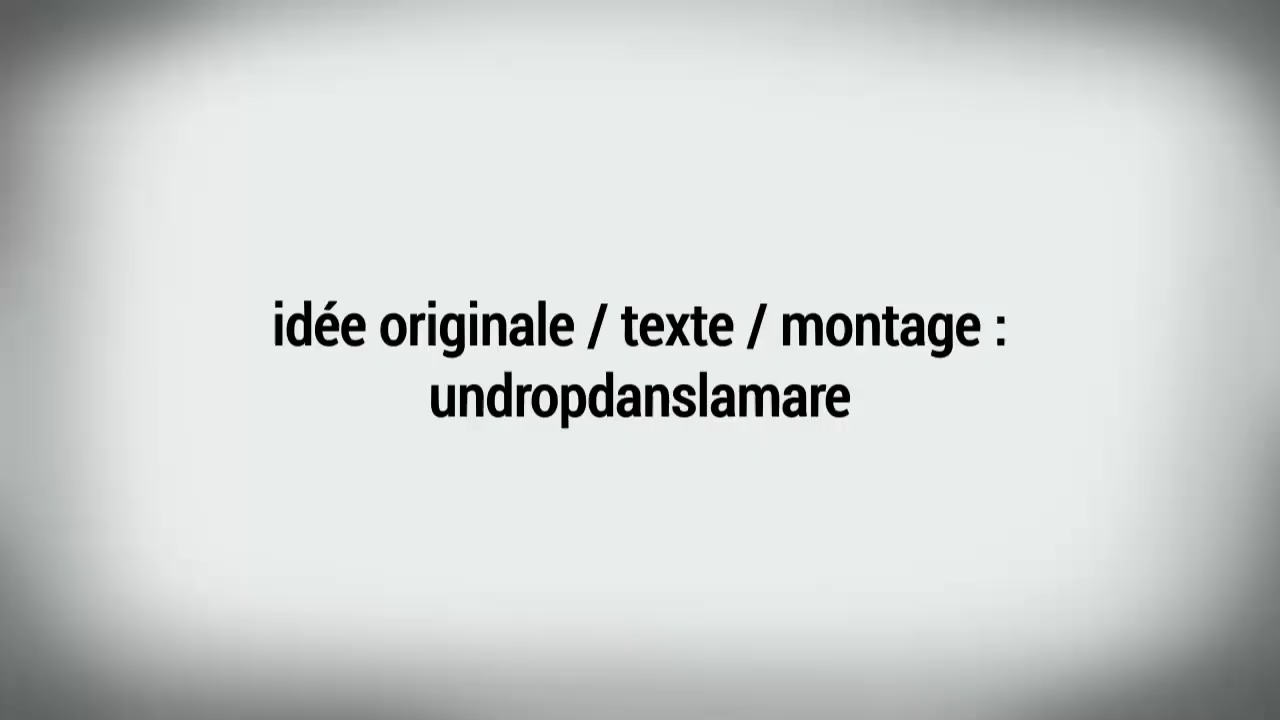 idée originale / texte / montage :
undropdanslamare